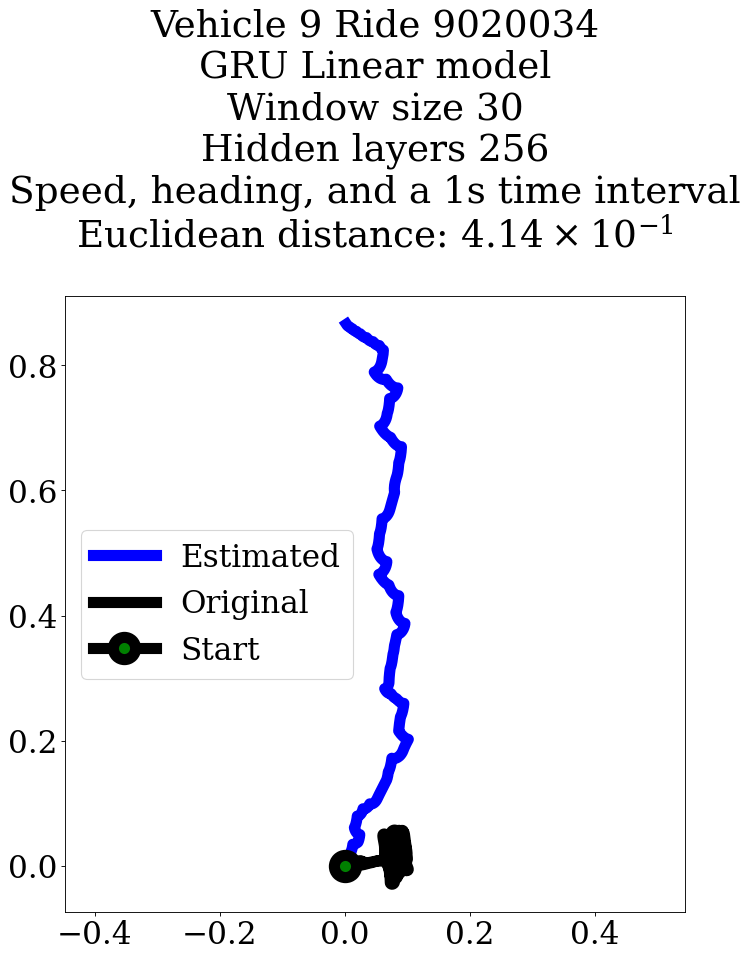 Vehicle 9 Ride 9020034
GRU Linear model
Window size 30
Hidden layers 256
Speed, heading, and a 1s time interval
Euclidean distance: 4.14 × 10⁻¹
0.8
0.6
0.4
0.2
0.0
Estimated
Original
Start
−0.4 −0.2 0.0 0.2 0.4